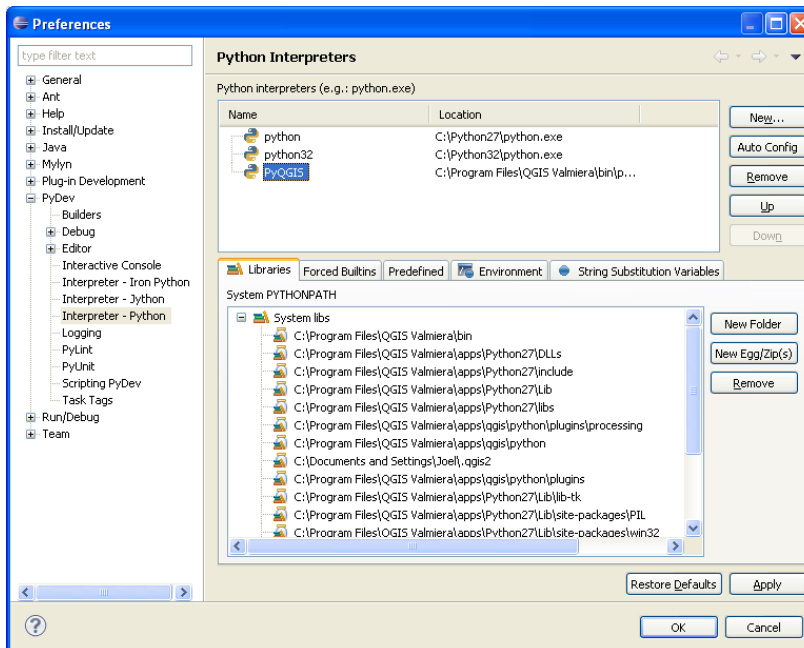 Preferences
type filter text
General
Ant
Help
Install/Update
Java
Mylyn
Plug-in Development
PyDev
Builders
Debug
Editor
Interactive Console
Interpreter - Iron Python
Interpreter - Jython
Interpreter - Python
Logging
PyLint
PyUnit
Scripting PyDev
Task Tags
Run/Debug
Team
Python Interpreters
Python interpreters (e.g.: python.exe)
Name Location
python C:\Python27\python.exe
python32 C:\Python32\python.exe
PyQGIS C:\Program Files\QGIS Valmiera\bin\p...
New...
Auto Config
Remove
Up
Down
Libraries Forced Builtins Predefined Environment String Substitution Variables
System PYTHONPATH
System libs
C:\Program Files\QGIS Valmiera\bin
C:\Program Files\QGIS Valmiera\apps\Python27\DLLs
C:\Program Files\QGIS Valmiera\apps\Python27\include
C:\Program Files\QGIS Valmiera\apps\Python27\Lib
C:\Program Files\QGIS Valmiera\apps\Python27\libs
C:\Program Files\QGIS Valmiera\apps\qgis\python\plugins\processing
C:\Program Files\QGIS Valmiera\apps\qgis\python
C:\Documents and Settings\Joel\.qgis2
C:\Program Files\QGIS Valmiera\apps\qgis\python\plugins
C:\Program Files\QGIS Valmiera\apps\Python27\Lib\lib-tk
C:\Program Files\QGIS Valmiera\apps\Python27\Lib\site-packages\PIL
C:\Program Files\QGIS Valmiera\apps\Python27\Lib\site-packages\win32
New Folder
New Egg/Zip(s)
Remove
Restore Defaults Apply
OK Cancel